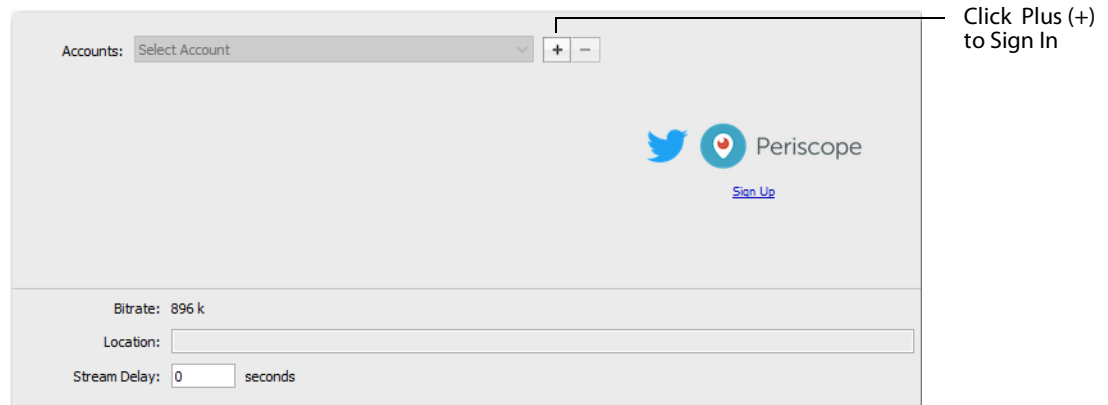 Click Plus (+)
to Sign In
Accounts: Select Account + −
Periscope
Sign Up
Bitrate: 896 k
Location:
Stream Delay: 0 seconds